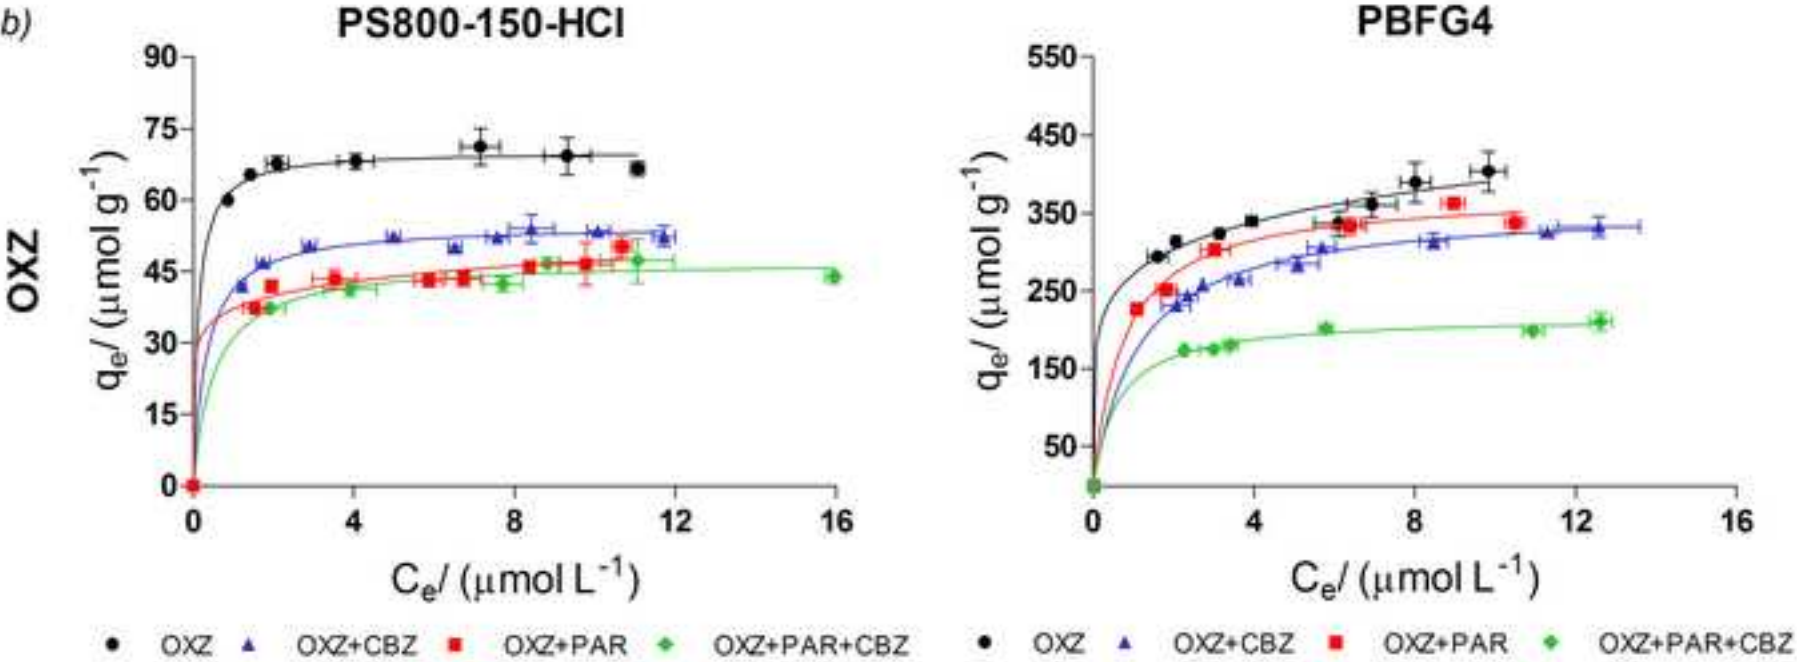 b)
PS800-150-HCl
PBFG4
OXZ
qe/ (μmol g-1)
90
75
60
45
30
15
0
0 4 8 12 16
Ce/ (μmol L-1)
qe/ (μmol g-1)
550
450
350
250
150
50
0 4 8 12 16
Ce/ (μmol L-1)
OXZ OXZ+CBZ OXZ+PAR OXZ+PAR+CBZ
OXZ OXZ+CBZ OXZ+PAR OXZ+PAR+CBZ